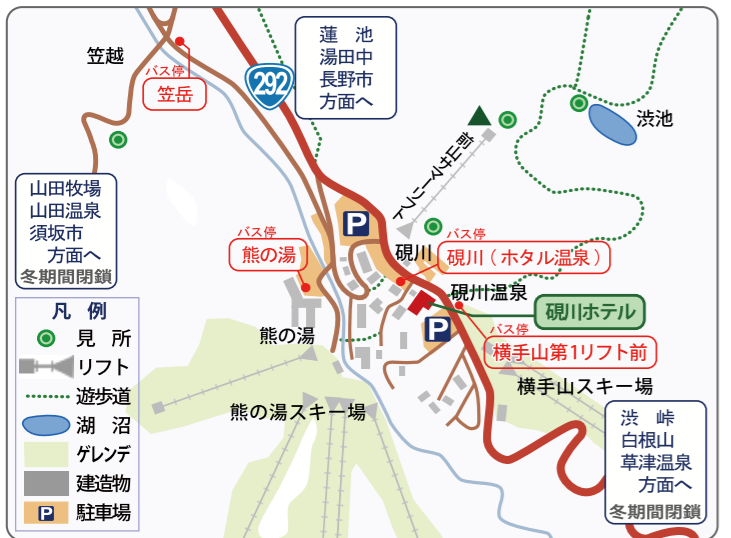 笠越
バス停
笠岳
292
蓮 池
湯田中
長野市
方面へ
渋池
前山サマーリフト
山田牧場
山田温泉
須坂市
方面へ
冬期間閉鎖
P
バス停
熊の湯
硯川
バス停
硯川(ホタル温泉)
硯川温泉
硯川ホテル
P
バス停
横手山第1リフト前
熊の湯
横手山スキー場
熊の湯スキー場
凡 例
見 所
リフト
遊歩道
湖 沼
ゲレンデ
建造物
P
駐車場
渋 峠
白根山
草津温泉
方面へ
冬期間閉鎖